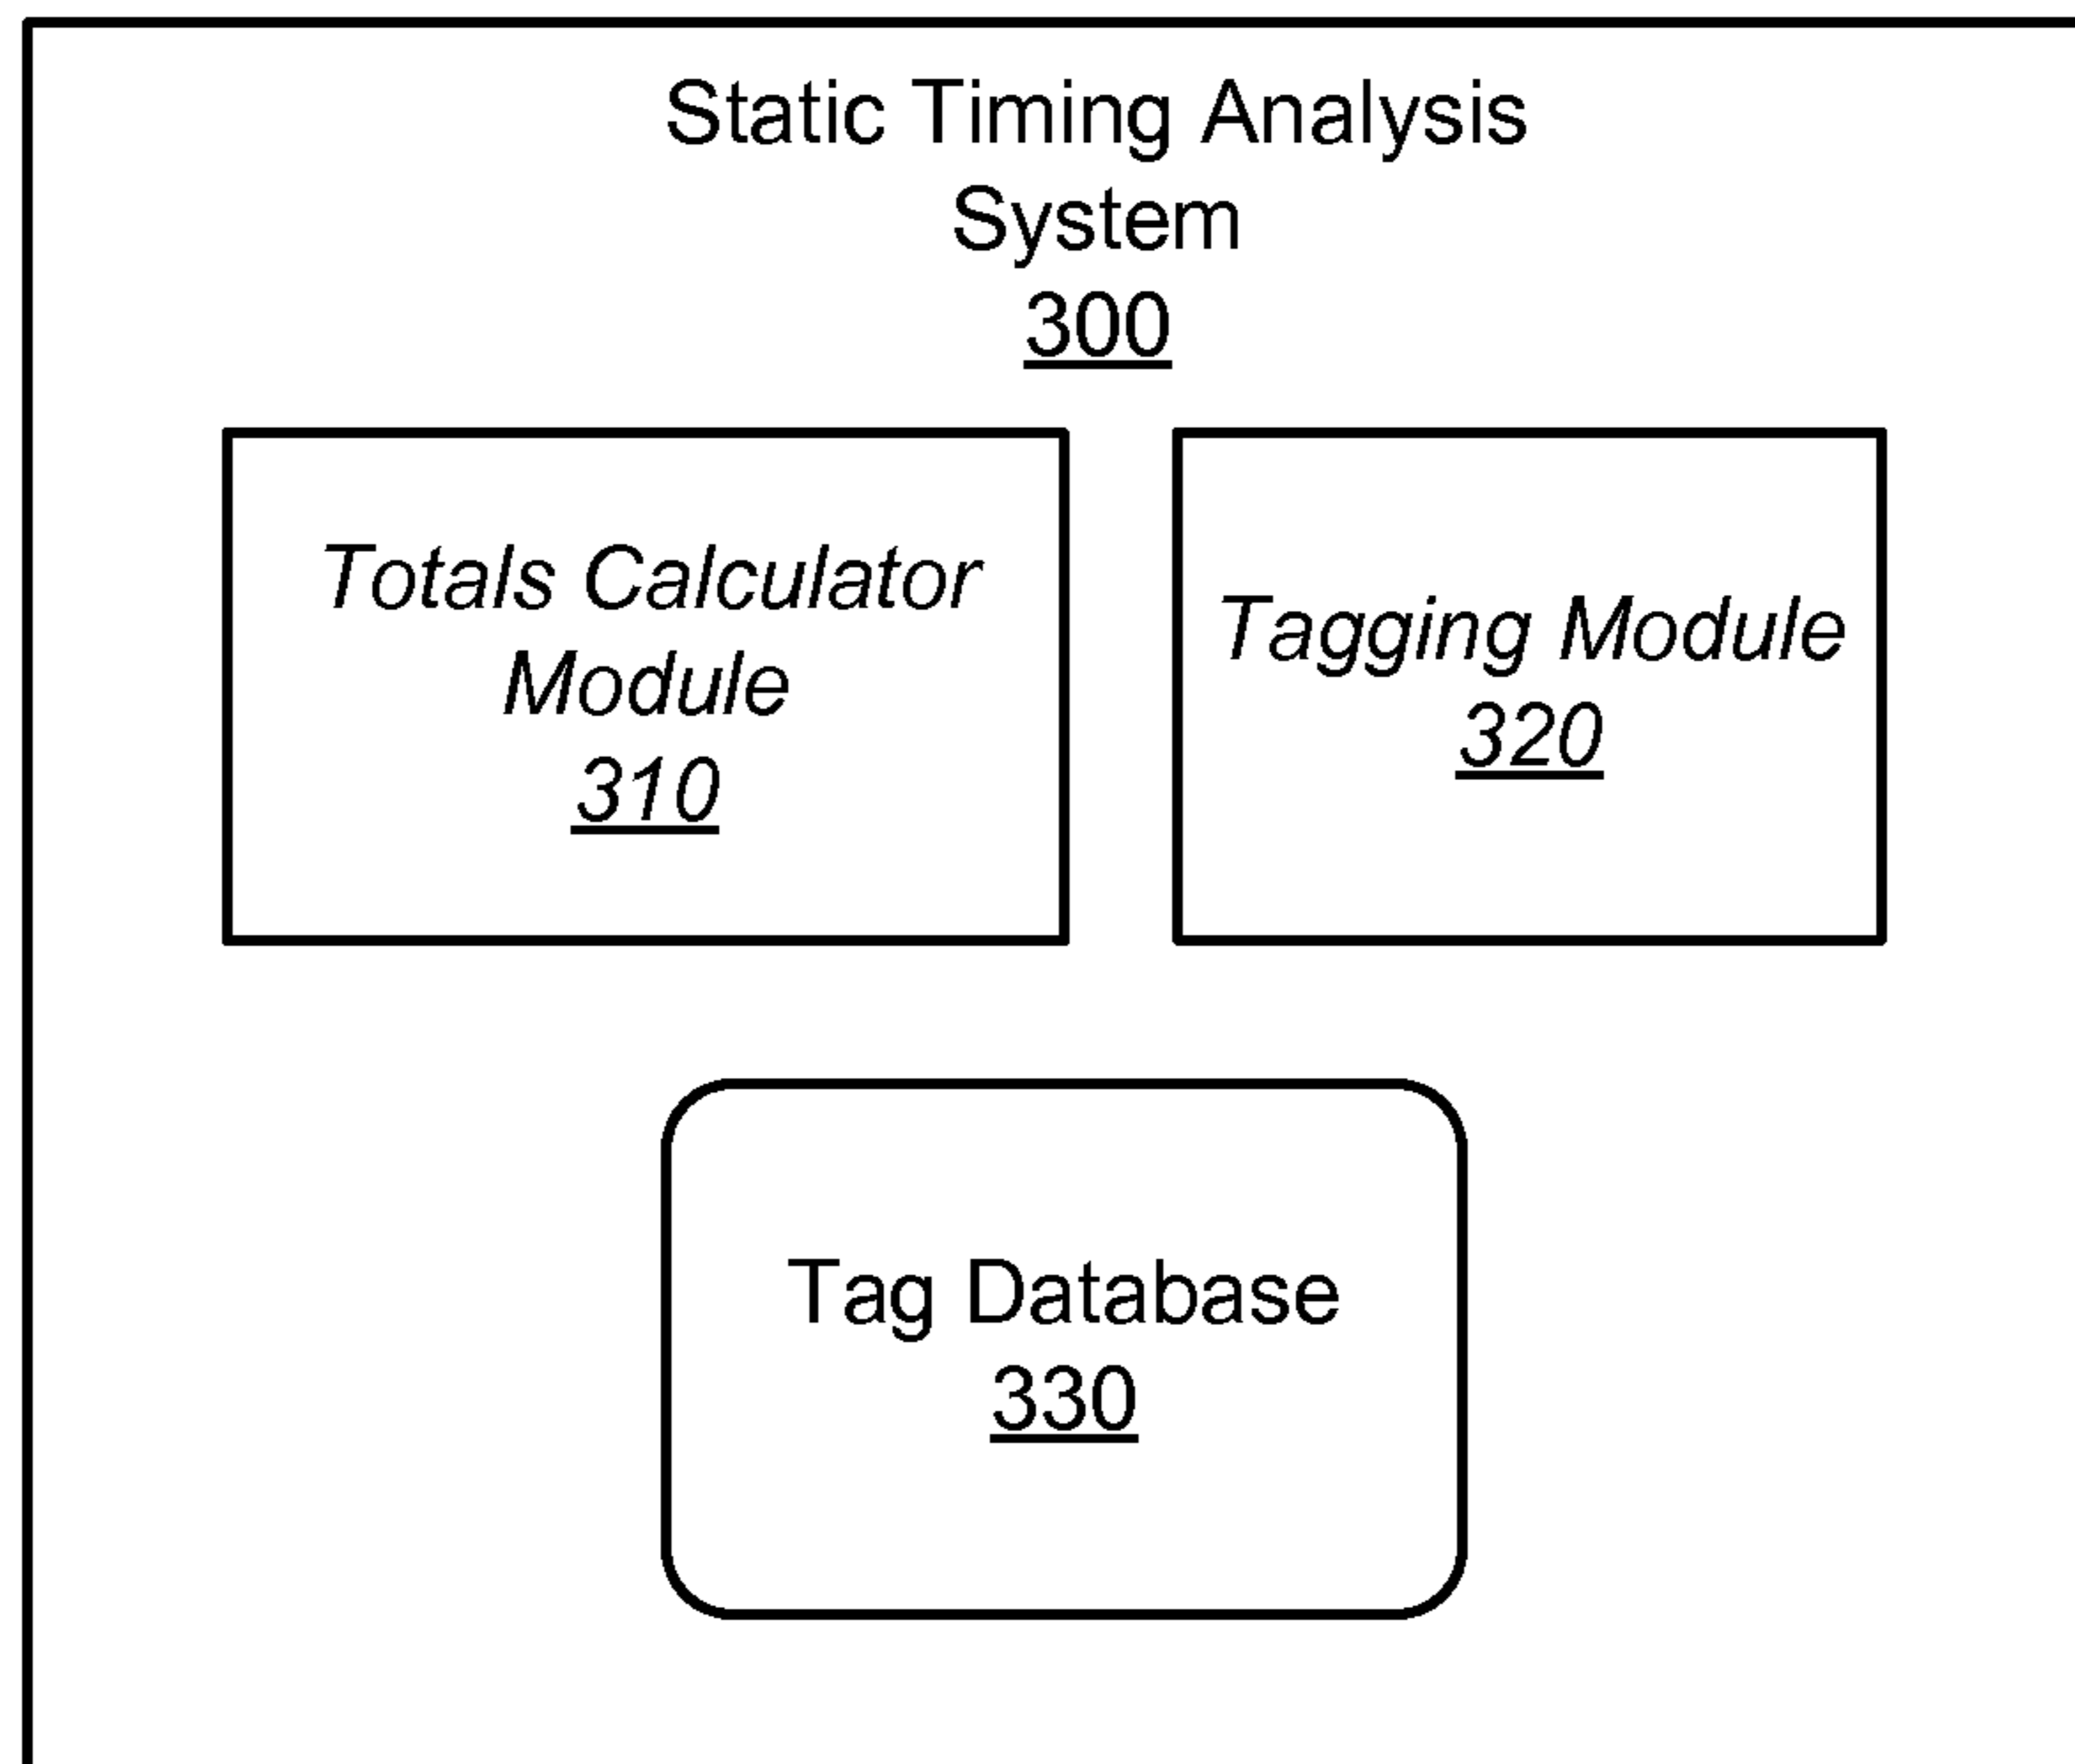 Static Timing Analysis
System
300
Totals Calculator
Module
310
Tagging Module
320
Tag Database
330